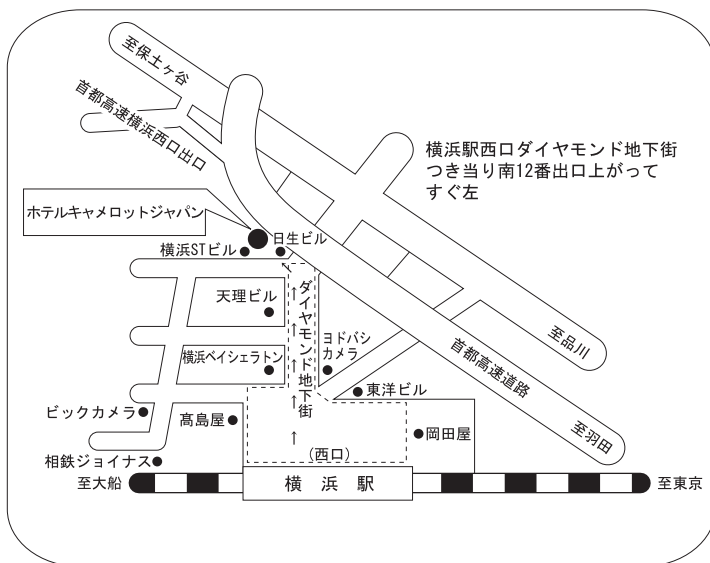 至保土ヶ谷
首都高速横浜西口出口
横浜駅西口ダイヤモンド地下街
つき当り南12番出口上がって
すぐ左
ホテルキャメロットジャパン
横浜STビル
日生ビル
天理ビル
ダイヤモンド地下街
ヨドバシ
カメラ
横浜ベイシェラトン
首都高速道路
至品川
至羽田
東洋ビル
ビックカメラ
髙島屋
岡田屋
(西口)
相鉄ジョイナス
至大船
横浜駅
至東京